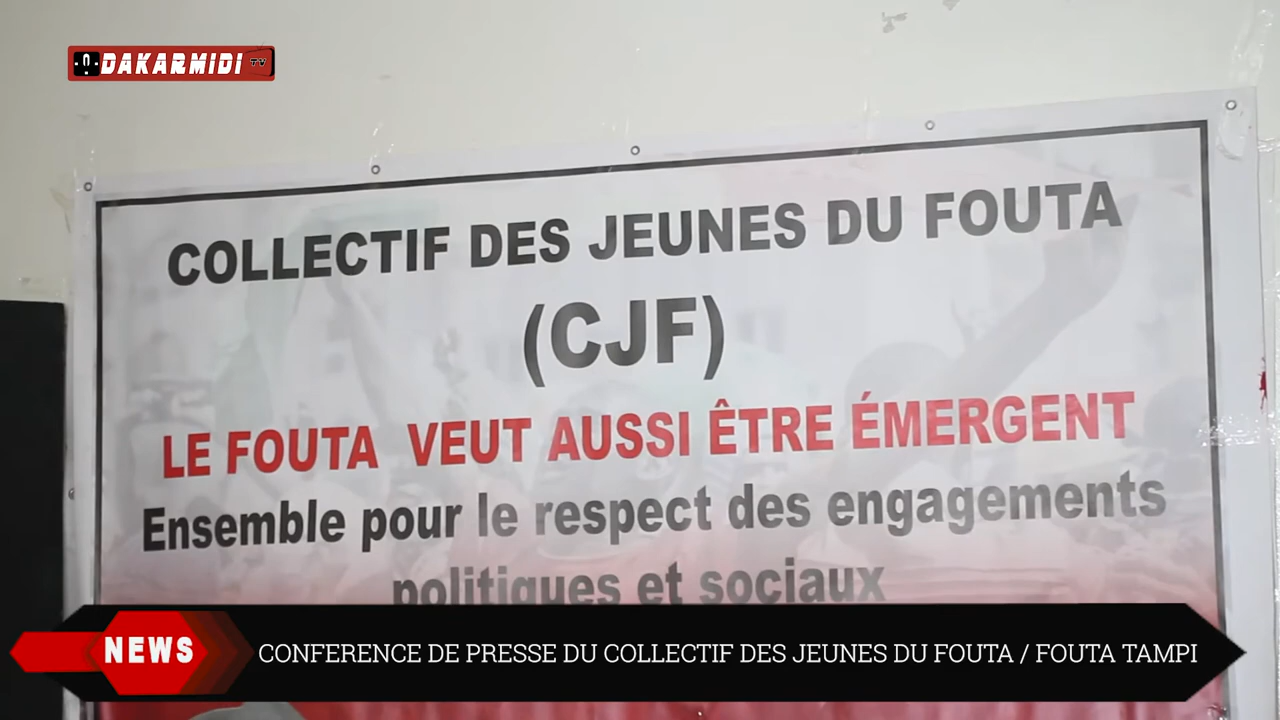 DAKARMIDI TV
COLLECTIF DES JEUNES DU FOUTA
(CJF)
LE FOUTA VEUT AUSSI ÊTRE ÉMERGENT
Ensemble pour le respect des engagements
politiques et sociaux
NEWS
CONFERENCE DE PRESSE DU COLLECTIF DES JEUNES DU FOUTA / FOUTA TAMPI